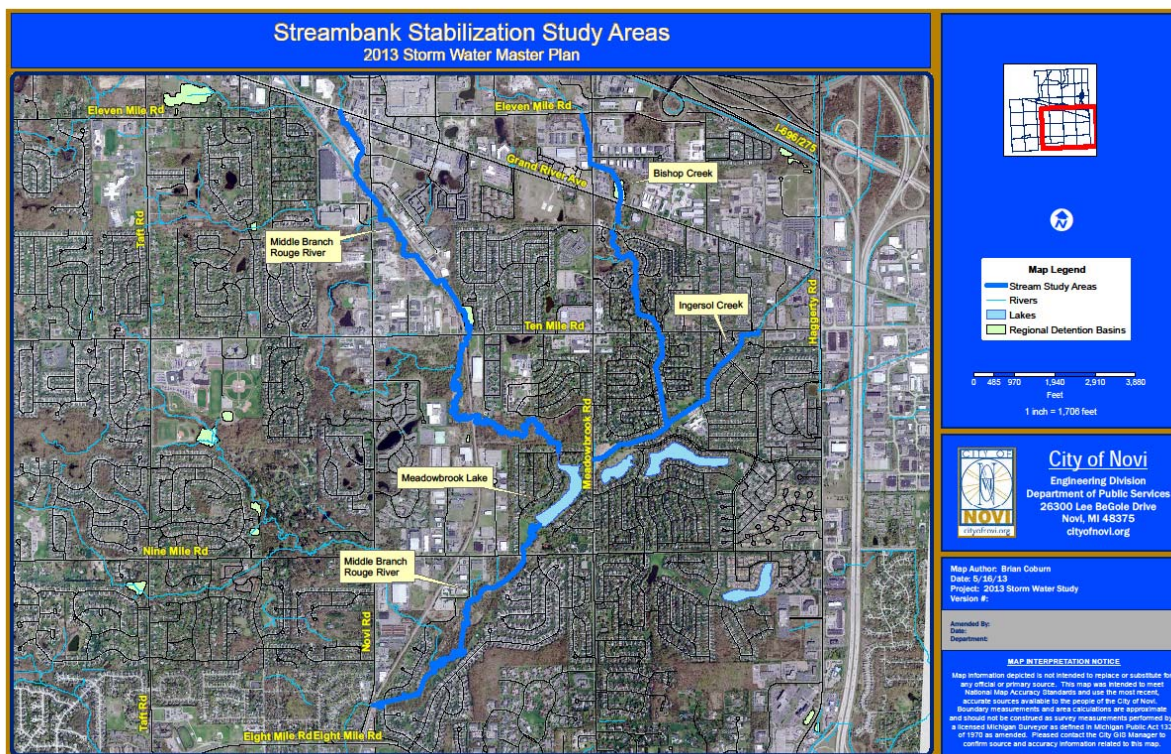 Streambank Stabilization Study Areas
2013 Storm Water Master Plan
Eleven Mile Rd
Eleven Mile Rd
I-696/275
Grand River Ave
Bishop Creek
Taft Rd
Middle Branch
Rouge River
Ingersol Creek
Haggerty Rd
Ten Mile Rd
Meadowbrook Rd
Meadowbrook Lake
Nine Mile Rd
Middle Branch
Rouge River
Novi Rd
Taft Rd
Eight Mile Rd
Eight Mile Rd
N
Map Legend
Stream Study Areas
Rivers
Lakes
Regional Detention Basins
0 485 970 1,940 2,910 3,880
Feet
1 inch = 1,706 feet
CITY OF
NOVI
cityofnovi.org
City of Novi
Engineering Division
Department of Public Services
26300 Lee BeGole Drive
Novi, MI 48375
cityofnovi.org
Map Author: Brian Coburn
Date: 5/16/13
Project: 2013 Storm Water Study
Version #:
Amended By:
Date:
Department:
MAP INTERPRETATION NOTICE
Map information depicted is not intended to replace or substitute for
any official or primary source. This map was intended to meet
National Map Accuracy Standards and use the most recent,
accurate sources available to the people of the City of Novi.
Boundary measurements and area calculations are approximate
and should not be construed as survey measurements performed by
a licensed Michigan Surveyor as defined in Michigan Public Act 132
of 1970 as amended. Pleased contact the City GIS Manager to
confirm source and accuracy information related to this map.